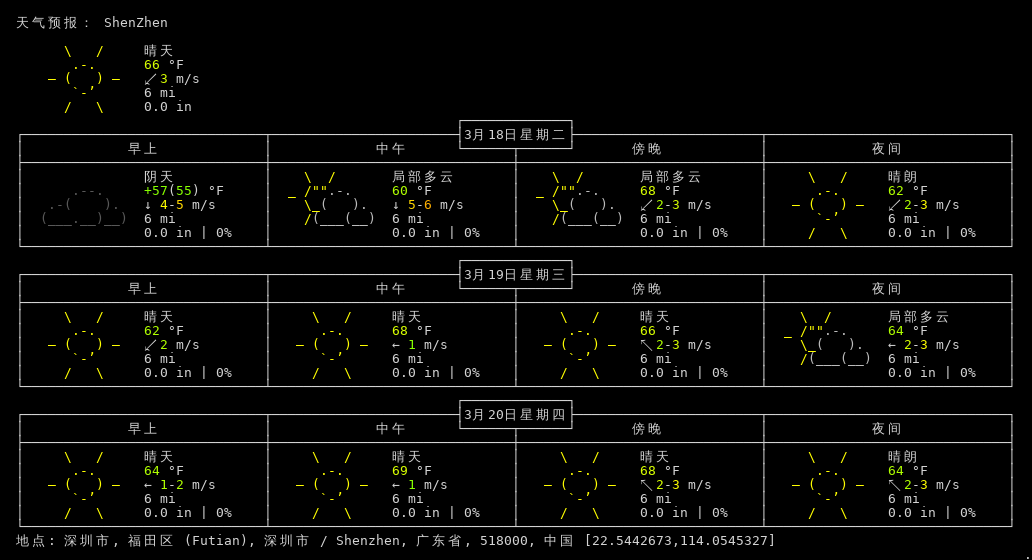 天气预报： ShenZhen
晴天
66 °F
↙ 3 m/s
6 mi
0.0 in
3月18日星期二
早上 中午 傍晚 夜间
阴天 局部多云 局部多云 晴朗
+57(55) °F 60 °F 68 °F 62 °F
↓ 4-5 m/s ↓ 5-6 m/s ↙ 2-3 m/s ↙ 2-3 m/s
6 mi 6 mi 6 mi 6 mi
0.0 in | 0% 0.0 in | 0% 0.0 in | 0% 0.0 in | 0%
3月19日星期三
早上 中午 傍晚 夜间
晴天 晴天 晴天 局部多云
62 °F 68 °F 66 °F 64 °F
↙ 2 m/s ← 1 m/s ↖ 2-3 m/s ← 2-3 m/s
6 mi 6 mi 6 mi 6 mi
0.0 in | 0% 0.0 in | 0% 0.0 in | 0% 0.0 in | 0%
3月20日星期四
早上 中午 傍晚 夜间
晴天 晴天 晴天 晴朗
64 °F 69 °F 68 °F 64 °F
← 1-2 m/s ← 1 m/s ↖ 2-3 m/s ↖ 2-3 m/s
6 mi 6 mi 6 mi 6 mi
0.0 in | 0% 0.0 in | 0% 0.0 in | 0% 0.0 in | 0%
地点: 深圳市, 福田区 (Futian), 深圳市 / Shenzhen, 广东省, 518000, 中国 [22.5442673,114.0545327]